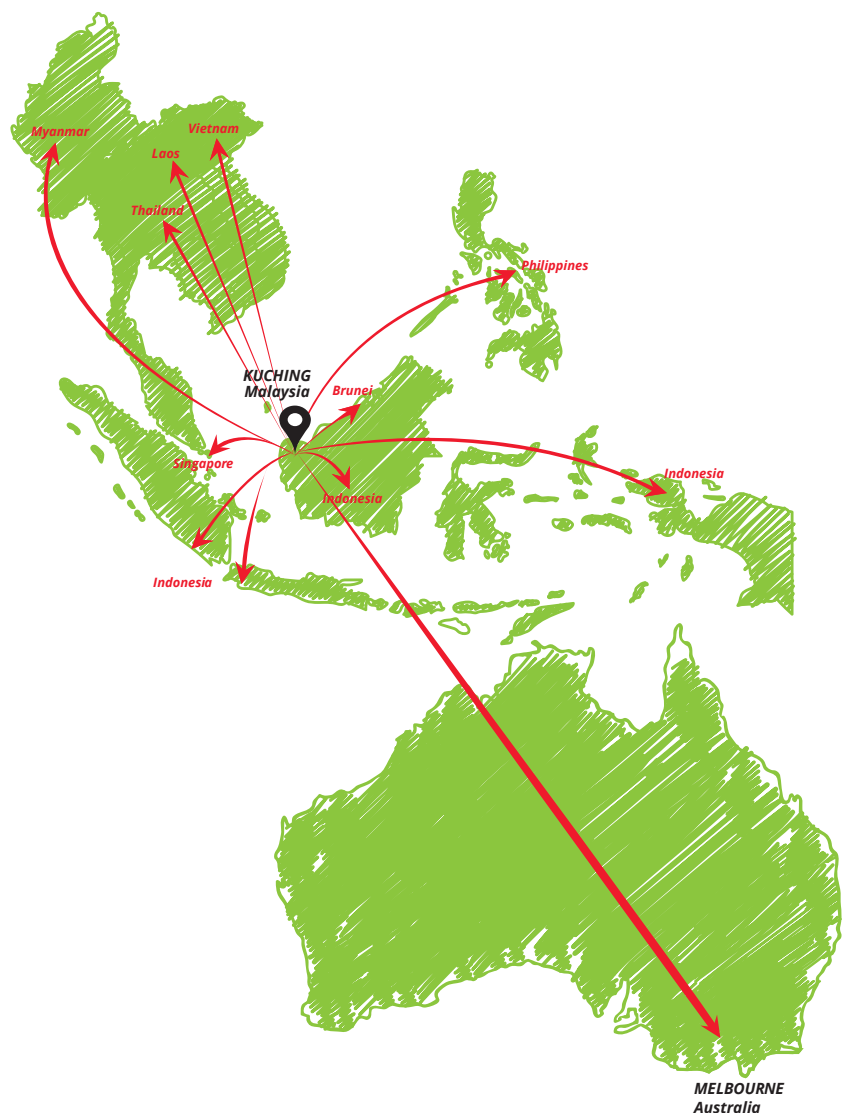 Vietnam
Myanmar
Laos
Thailand
Philippines
KUCHING
Malaysia
Brunei
Singapore
Indonesia
Indonesia
Indonesia
MELBOURNE
Australia